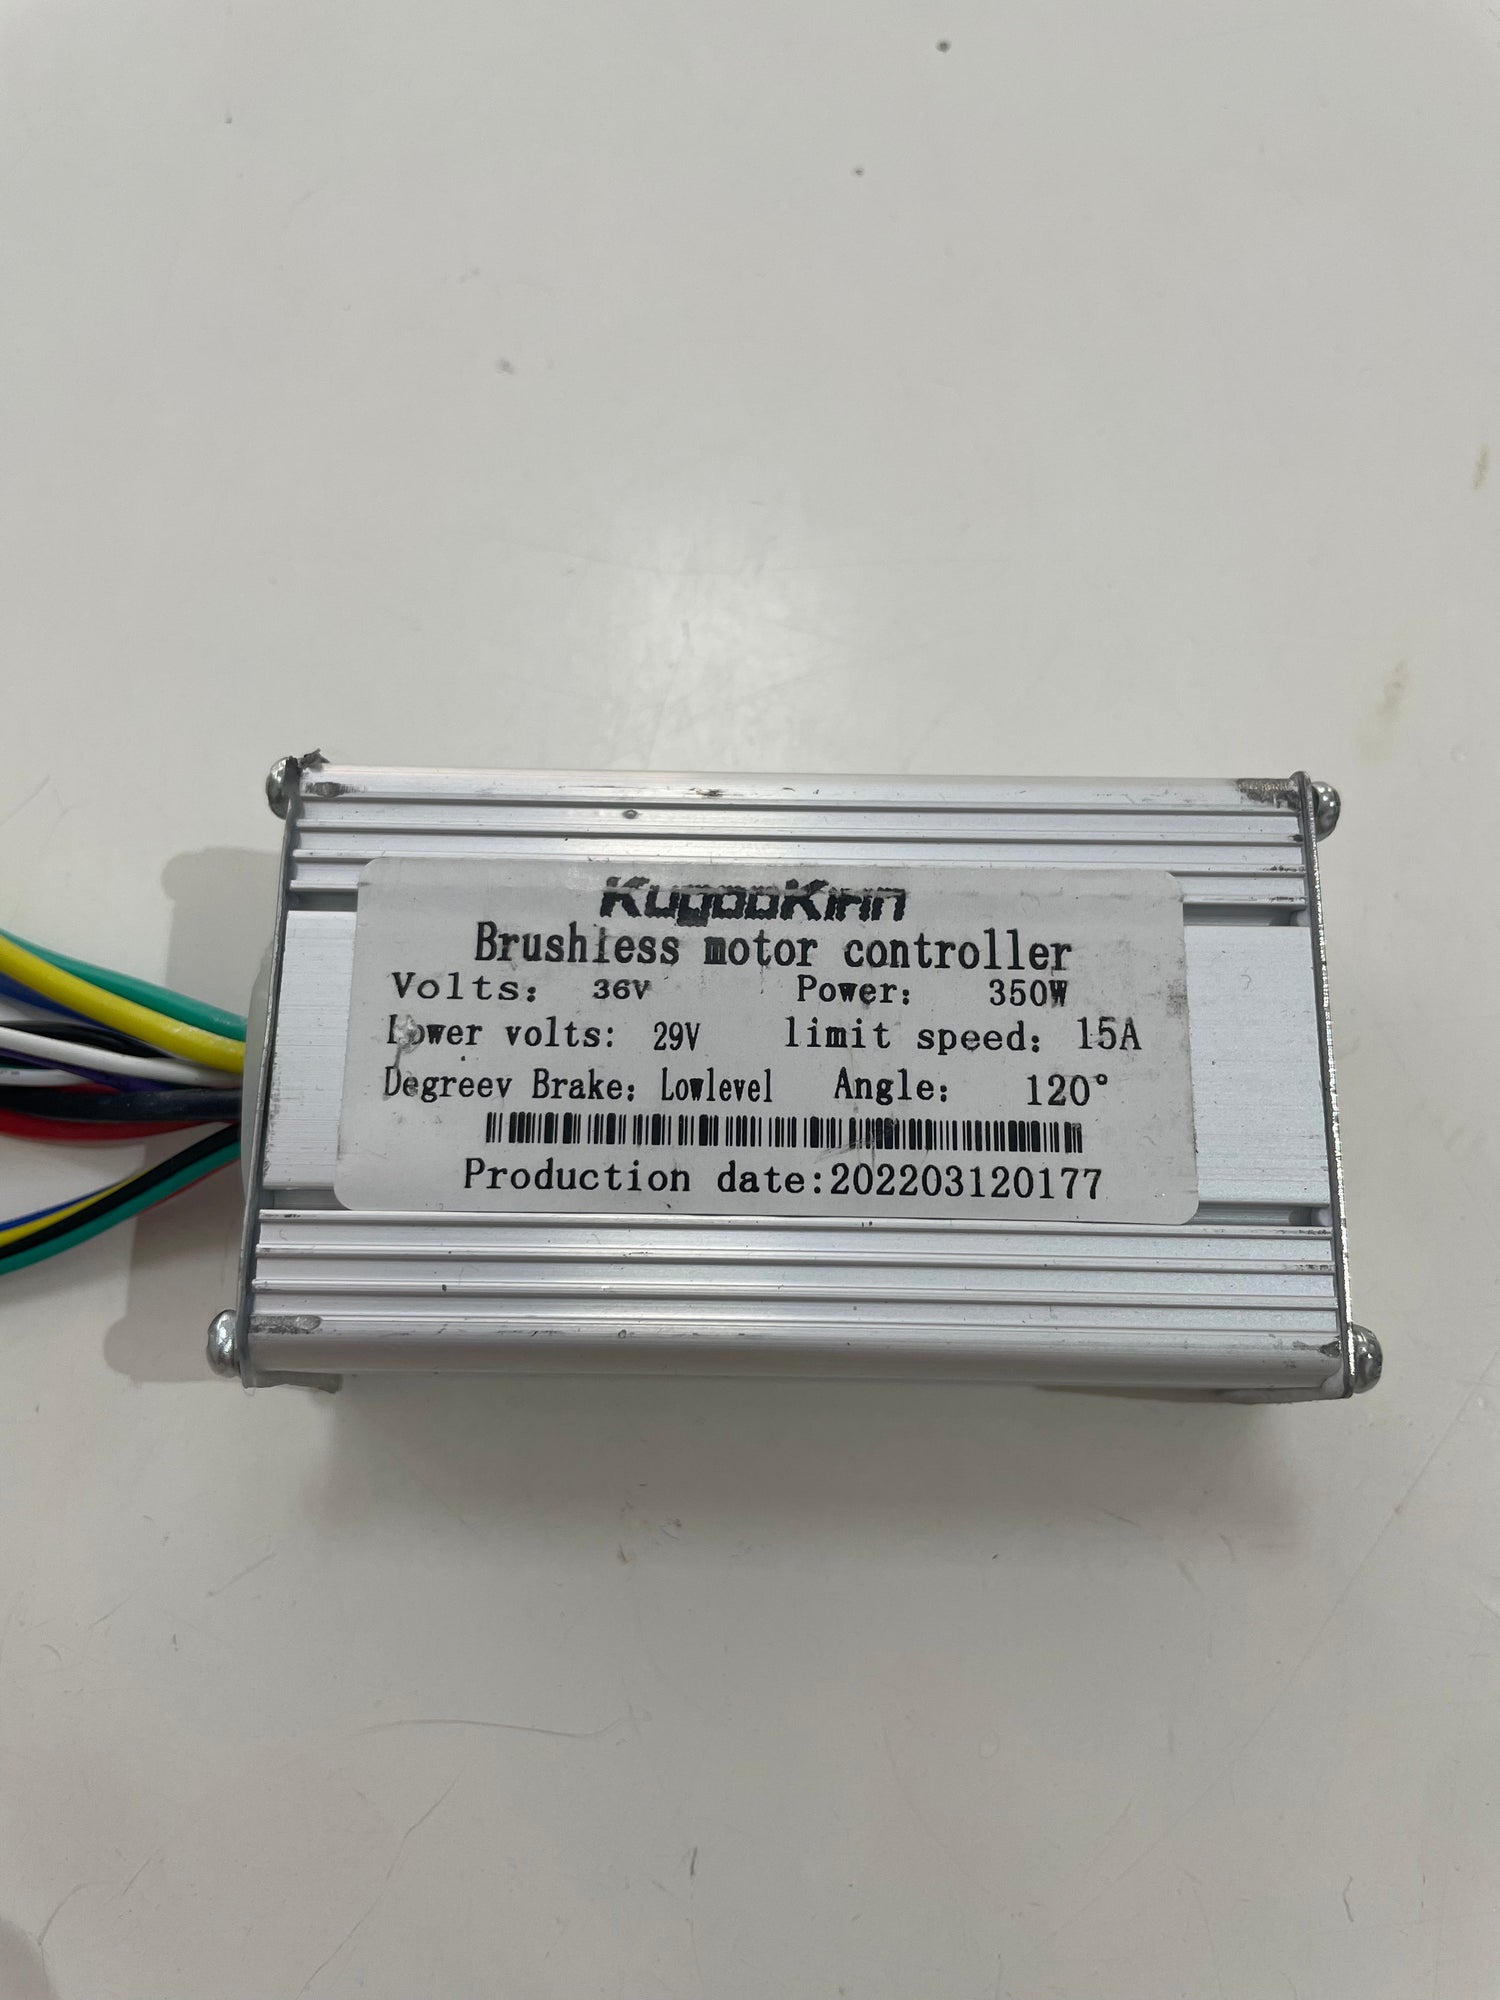 KugooKirin
Brushless motor controller
Volts: 36V Power: 350W
Lower volts: 29V limit speed: 15A
Degreev Brake: Lowlevel Angle: 120°
Production date:202203120177